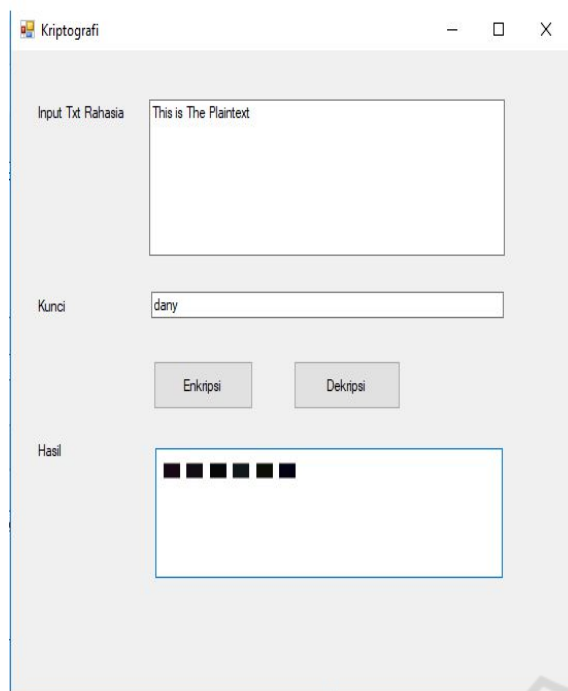 Kriptografi
Input Txt Rahasia
This is The Plaintext
Kunci
dany
Enkripsi
Dekripsi
Hasil